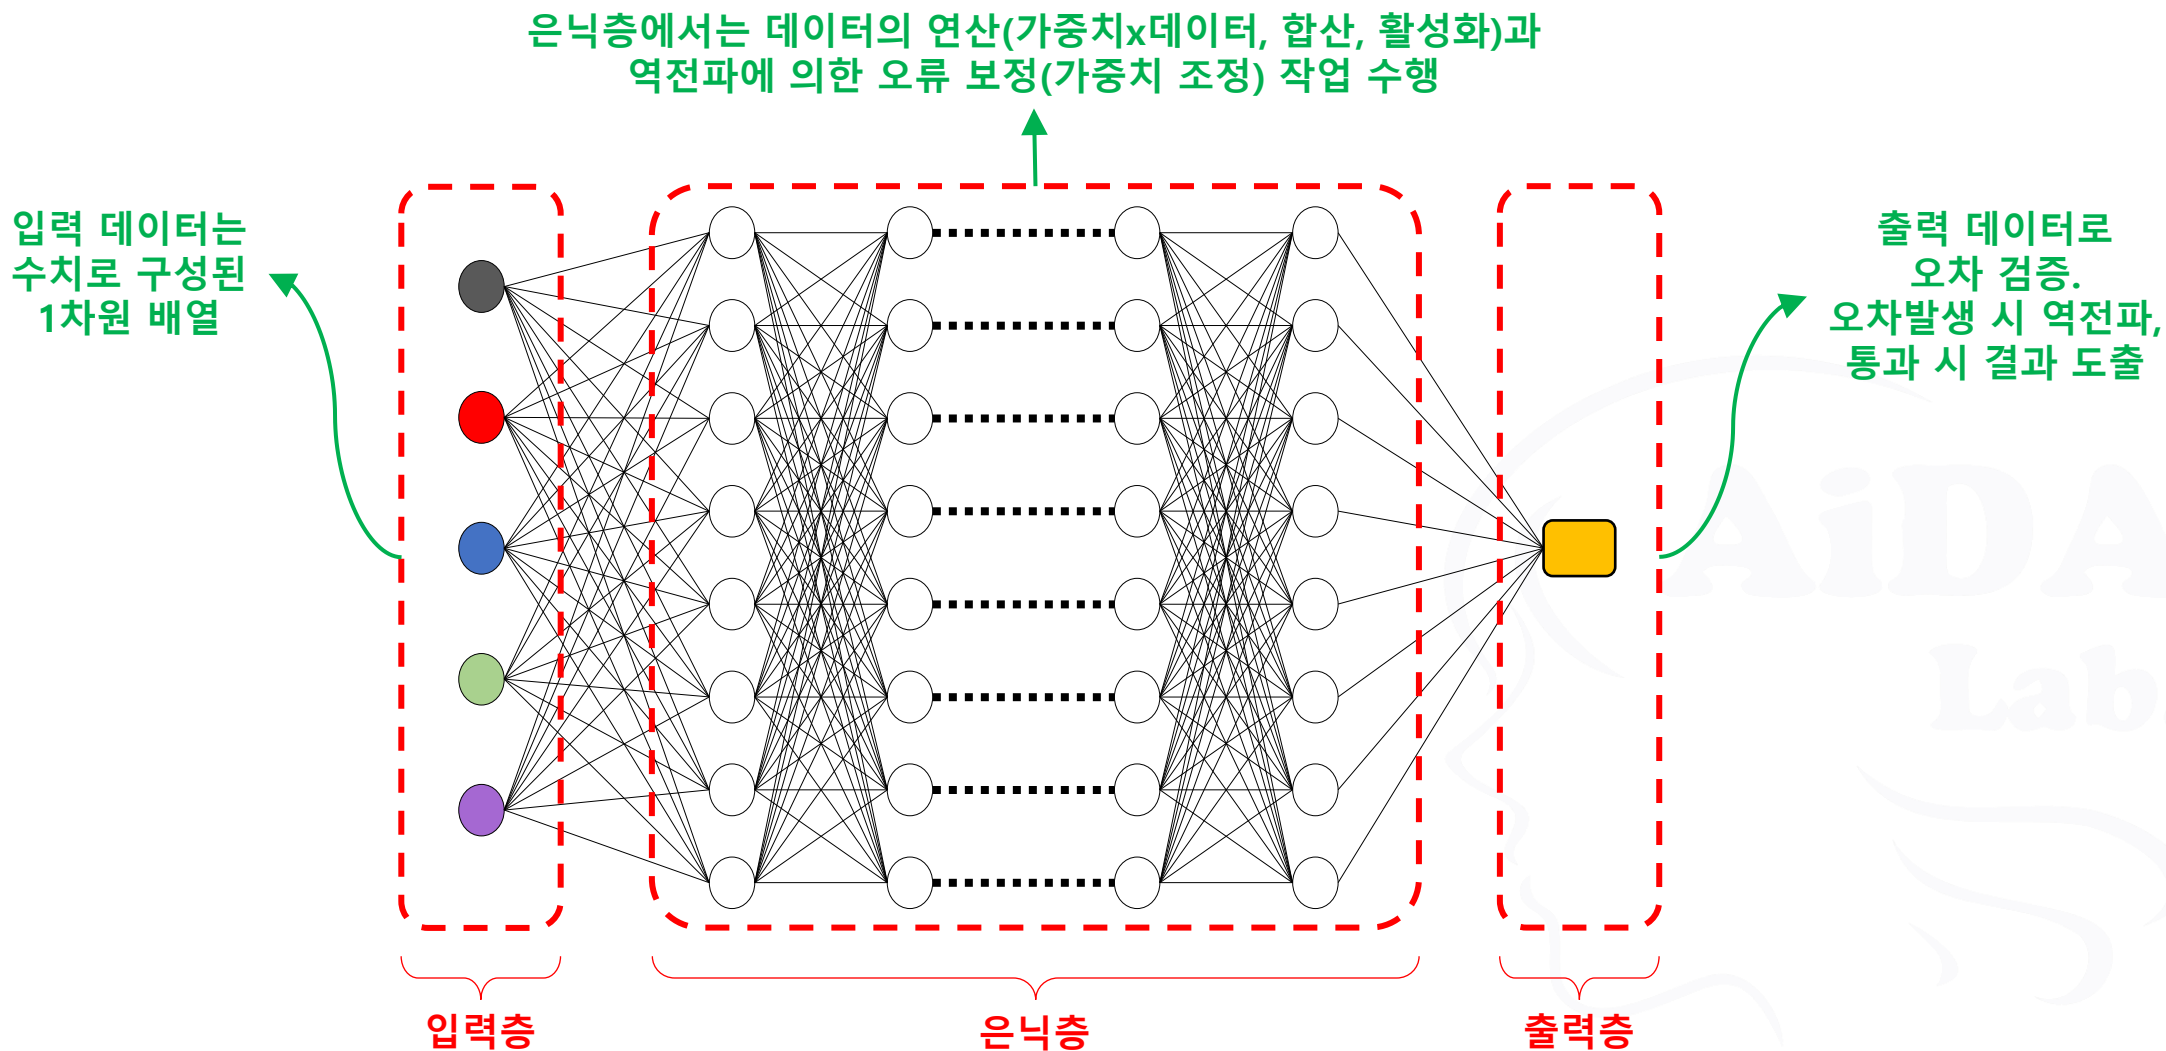 은닉층에서는 데이터의 연산(가중치x데이터, 합산, 활성화)과
역전파에 의한 오류 보정(가중치 조정) 작업 수행
입력 데이터는
수치로 구성된
1차원 배열
출력 데이터로
오차 검증.
오차발생 시 역전파,
통과 시 결과 도출
AiDA
Lab.
입력층
은닉층
출력층